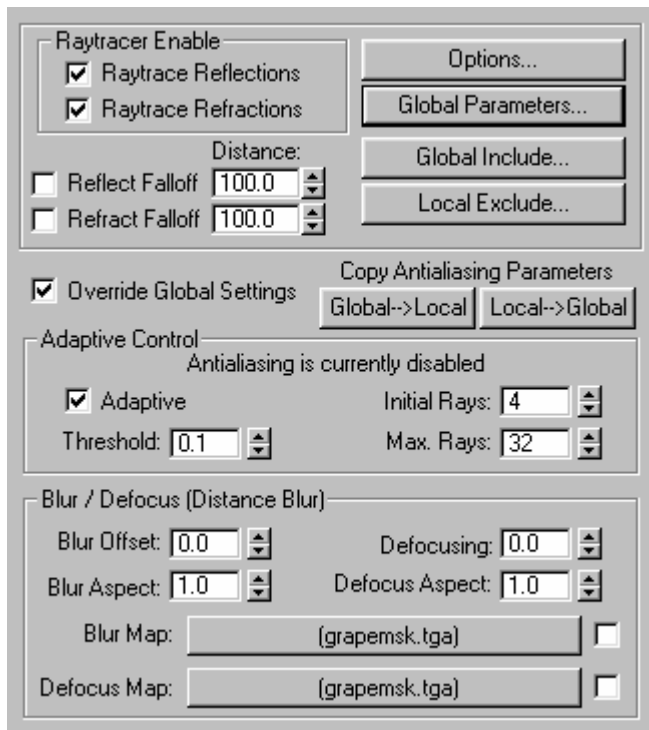 Raytracer Enable
Raytrace Reflections
Raytrace Refractions
Options...
Global Parameters...
Global Include...
Local Exclude...
Distance:
Reflect Falloff 100.0
Refract Falloff 100.0
Override Global Settings
Copy Antialiasing Parameters
Global-->Local Local-->Global
Adaptive Control
Antialiasing is currently disabled
Adaptive Initial Rays: 4
Threshold: 0.1 Max. Rays: 32
Blur / Defocus (Distance Blur)
Blur Offset: 0.0 Defocusing: 0.0
Blur Aspect: 1.0 Defocus Aspect: 1.0
Blur Map: (grapemsk.tga)
Defocus Map: (grapemsk.tga)